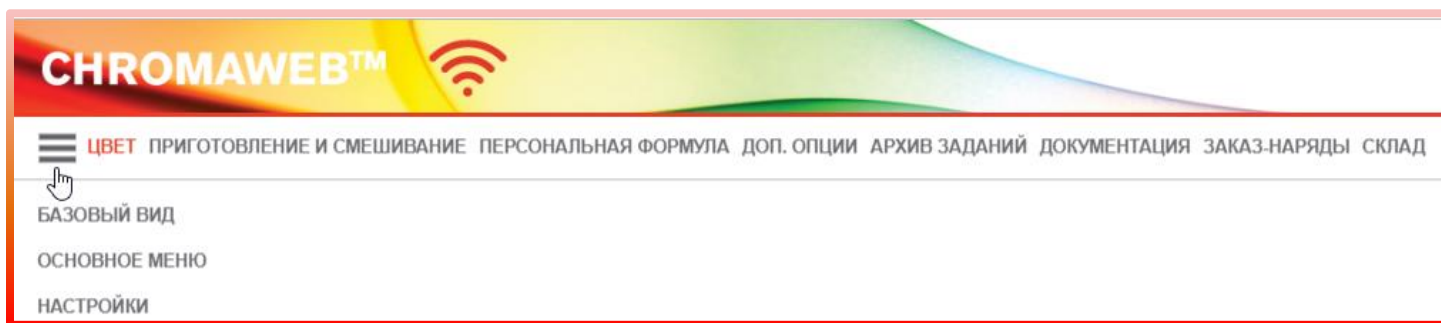 CHROMAWEB™
ЦВЕТ ПРИГОТОВЛЕНИЕ И СМЕШИВАНИЕ ПЕРСОНАЛЬНАЯ ФОРМУЛА ДОП. ОПЦИИ АРХИВ ЗАДАНИЙ ДОКУМЕНТАЦИЯ ЗАКАЗ-НАРЯДЫ СКЛАД
БАЗОВЫЙ ВИД
ОСНОВНОЕ МЕНЮ
НАСТРОЙКИ